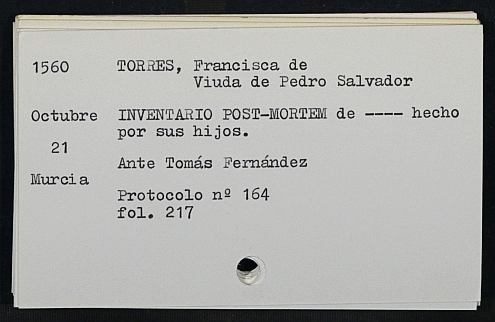 1560 TORRES, Francisca de
Viuda de Pedro Salvador
Octubre INVENTARIO POST-MORTEM de ---- hecho
por sus hijos.
21
Ante Tomás Fernández
Murcia
Protocolo nº 164
fol. 217